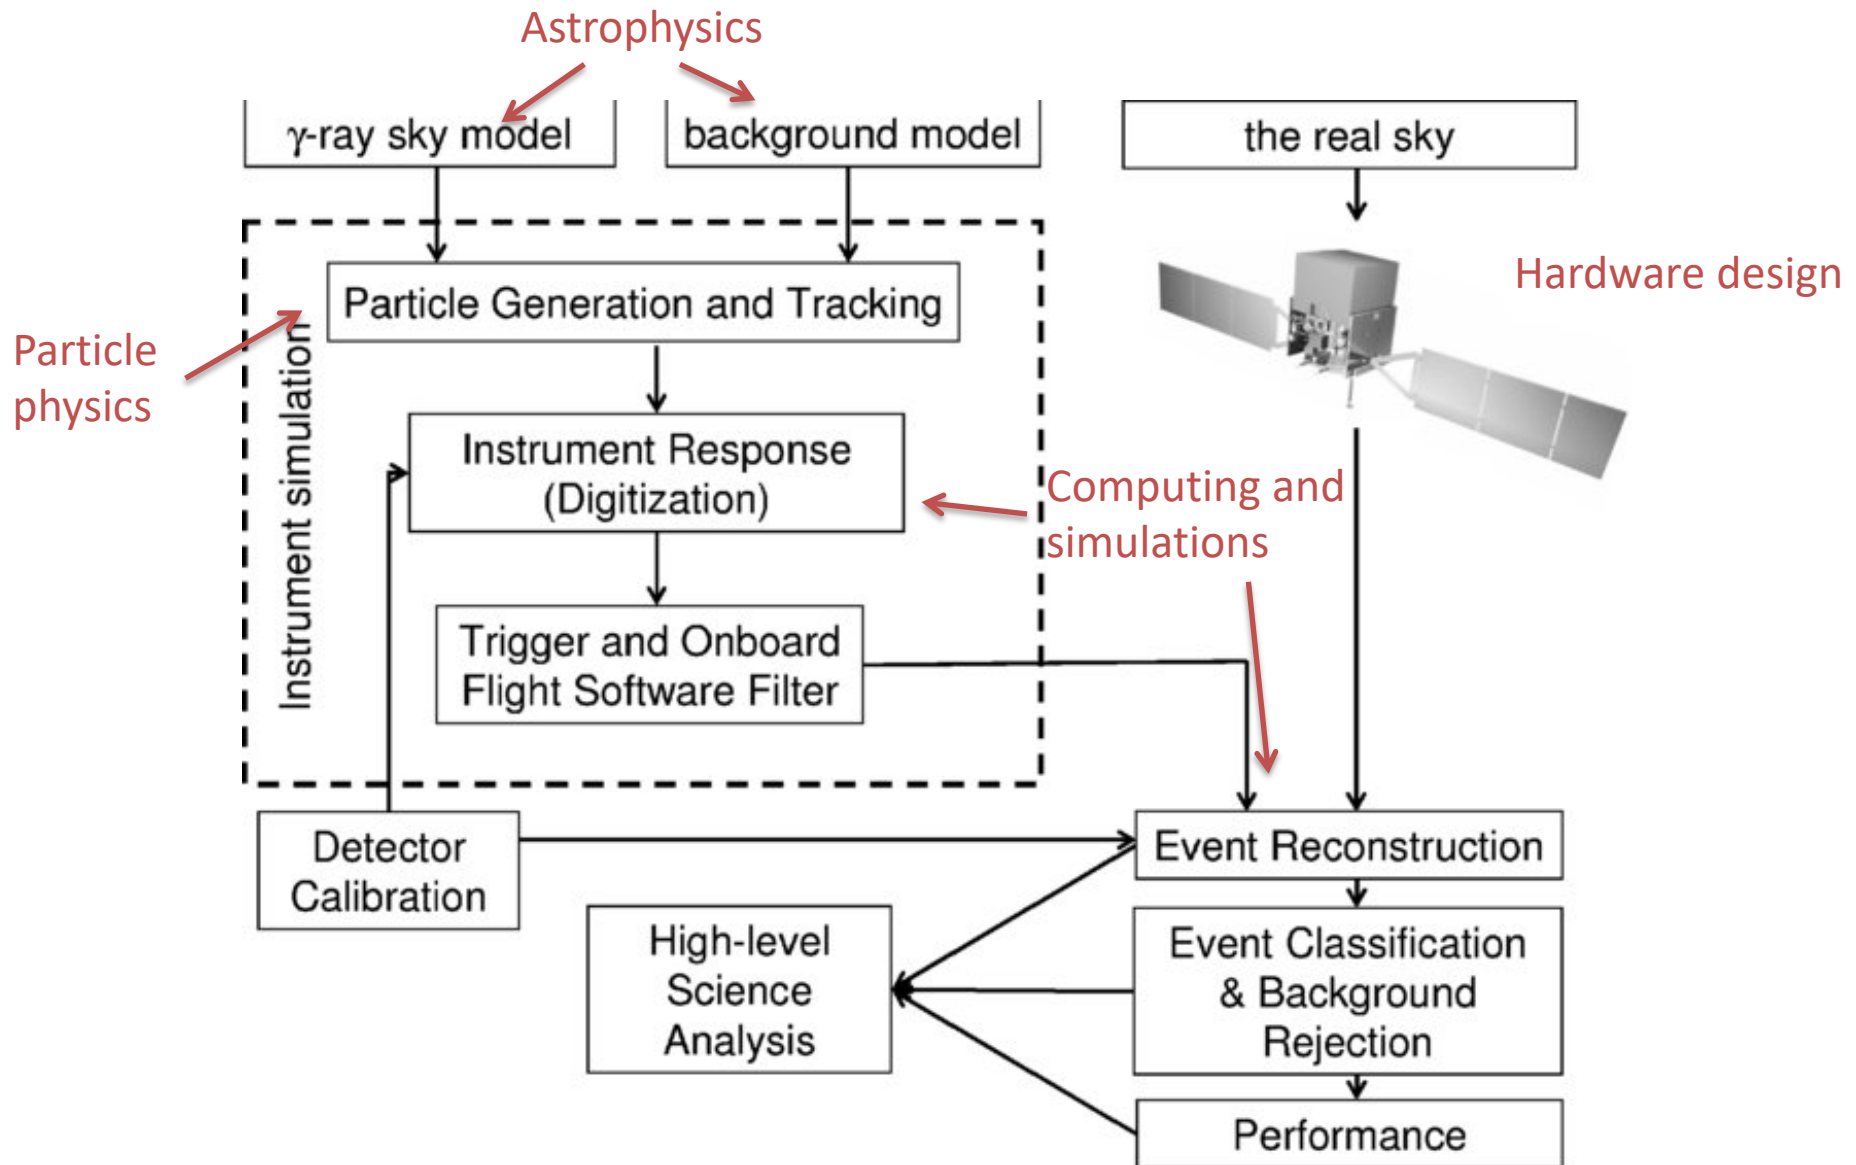 Astrophysics
γ-ray sky model
background model
the real sky
Particle Generation and Tracking
Hardware design
Particle
physics
Instrument simulation
Instrument Response
(Digitization)
Computing and
simulations
Trigger and Onboard
Flight Software Filter
Detector
Calibration
Event Reconstruction
High-level
Science
Analysis
Event Classification
& Background
Rejection
Performance